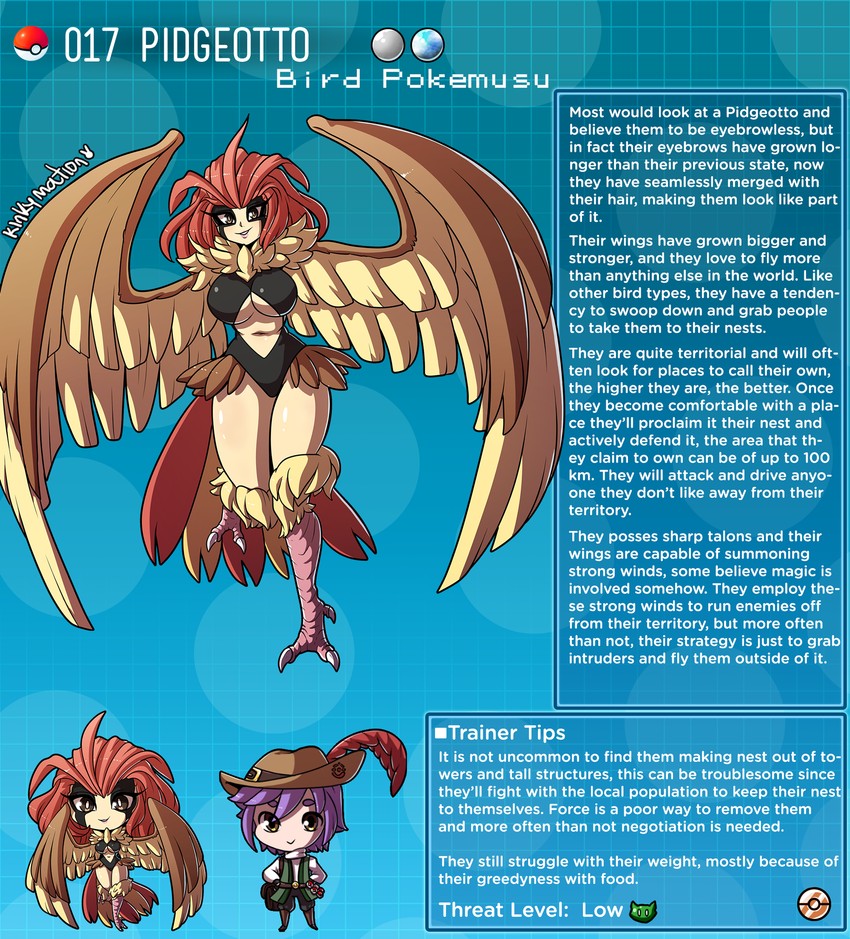 017 PIDGEOTTO
Bird Pokemusu
kinkymation
Most would look at a Pidgeotto and
believe them to be eyebrowless, but
in fact their eyebrows have grown lo-
nger than their previous state, now
they have seamlessly merged with
their hair, making them look like part
of it.
Their wings have grown bigger and
stronger, and they love to fly more
than anything else in the world. Like
other bird types, they have a tenden-
cy to swoop down and grab people
to take them to their nests.
They are quite territorial and will oft-
en look for places to call their own,
the higher they are, the better. Once
they become comfortable with a pla-
ce they'll proclaim it their nest and
actively defend it, the area that th-
ey claim to own can be of up to 100
km. They will attack and drive anyo-
one they don't like away from their
territory.
They posses sharp talons and their
wings are capable of summoning
strong winds, some believe magic is
involved somehow. They employ the-
se strong winds to run enemies off
from their territory, but more often
than not, their strategy is just to grab
intruders and fly them outside of it.
■Trainer Tips
It is not uncommon to find them making nest out of to-
wers and tall structures, this can be troublesome since
they'll fight with the local population to keep their nest
to themselves. Force is a poor way to remove them
and more often than not negotiation is needed.
They still struggle with their weight, mostly because of
their greedyness with food.
Threat Level: Low